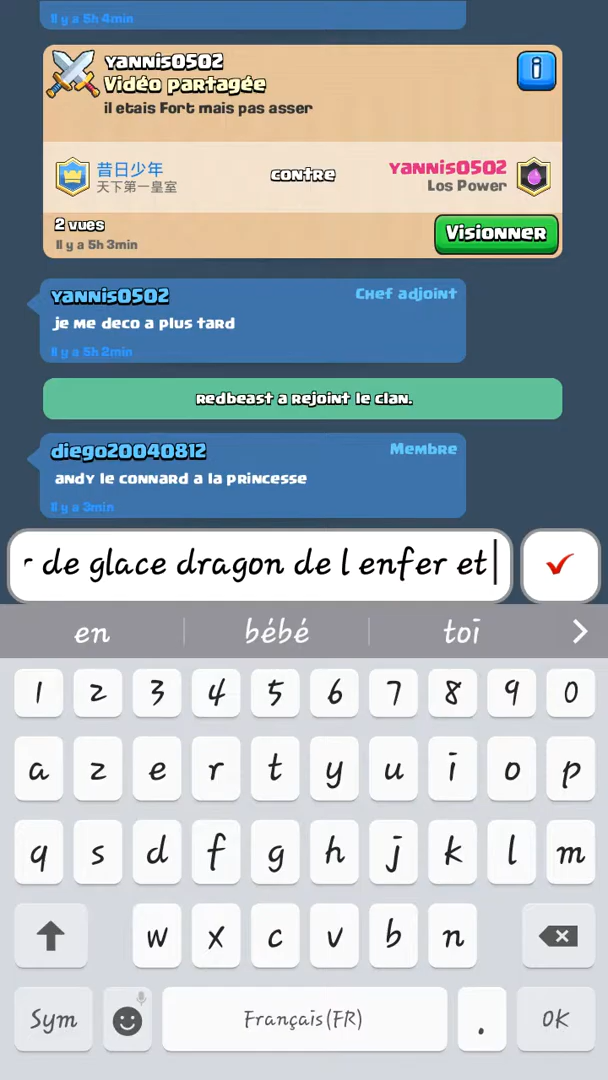 Il y a 5h 4min
yannis0502
Vidéo partagée
il etais Fort mais pas asser
昔日少年
天下第一皇室
contre
yannis0502
Los Power
2 vues
Il y a 5h 3min
Visionner
yannis0502
Chef adjoint
je me deco a plus tard
Il y a 5h 2min
Redbeast a rejoint le clan.
diego20040812
Membre
andy le connard a la princesse
Il y a 3min
r de glace dragon de l enfer et
en bébé toi
1 2 3 4 5 6 7 8 9 0
a z e r t y u i o p
q s d f g h j k l m
w x c v b n
Sym Français(FR) . OK